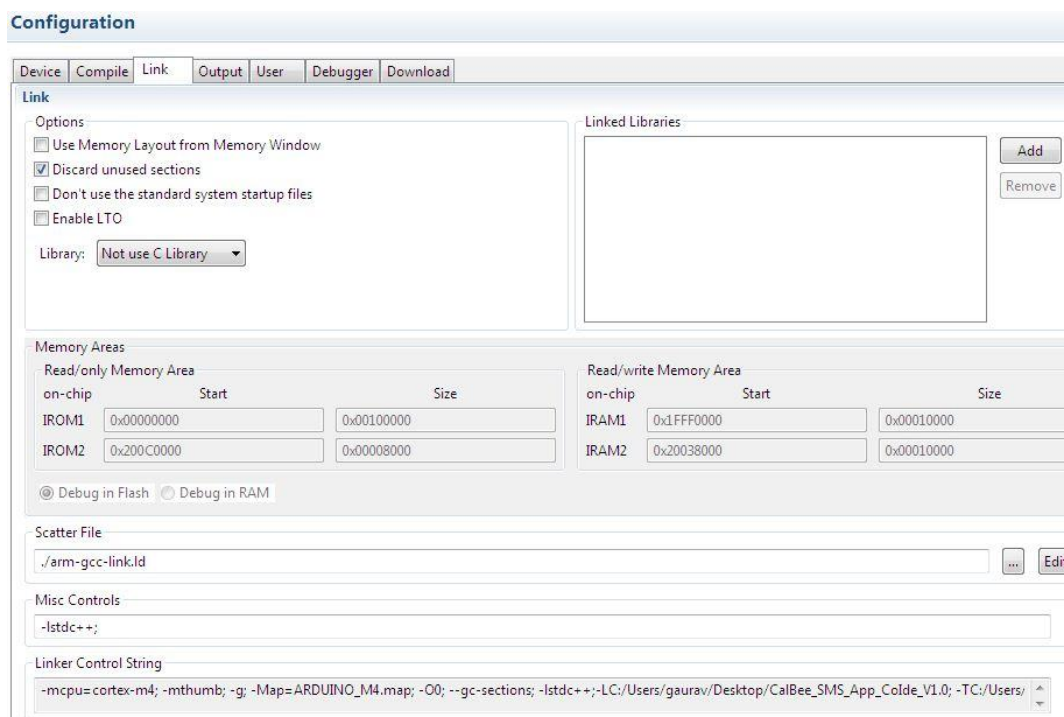 Configuration
Device Compile Link Output User Debugger Download
Link
Options
Use Memory Layout from Memory Window
Discard unused sections
Don't use the standard system startup files
Enable LTO
Library: Not use C Library
Linked Libraries
Add
Remove
Memory Areas
Read/only Memory Area
on-chip Start Size
IROM1 0x00000000 0x00100000
IROM2 0x200C0000 0x00008000
Read/write Memory Area
on-chip Start Size
IRAM1 0x1FFF0000 0x00010000
IRAM2 0x20038000 0x00010000
Debug in Flash Debug in RAM
Scatter File
./arm-gcc-link.ld ... Edi
Misc Controls
-lstdc++;
Linker Control String
-mcpu=cortex-m4; -mthumb; -g; -Map=ARDUINO_M4.map; -O0; --gc-sections; -lstdc++;-LC:/Users/gaurav/Desktop/CalBee_SMS_App_CoIde_V1.0; -TC:/Users/